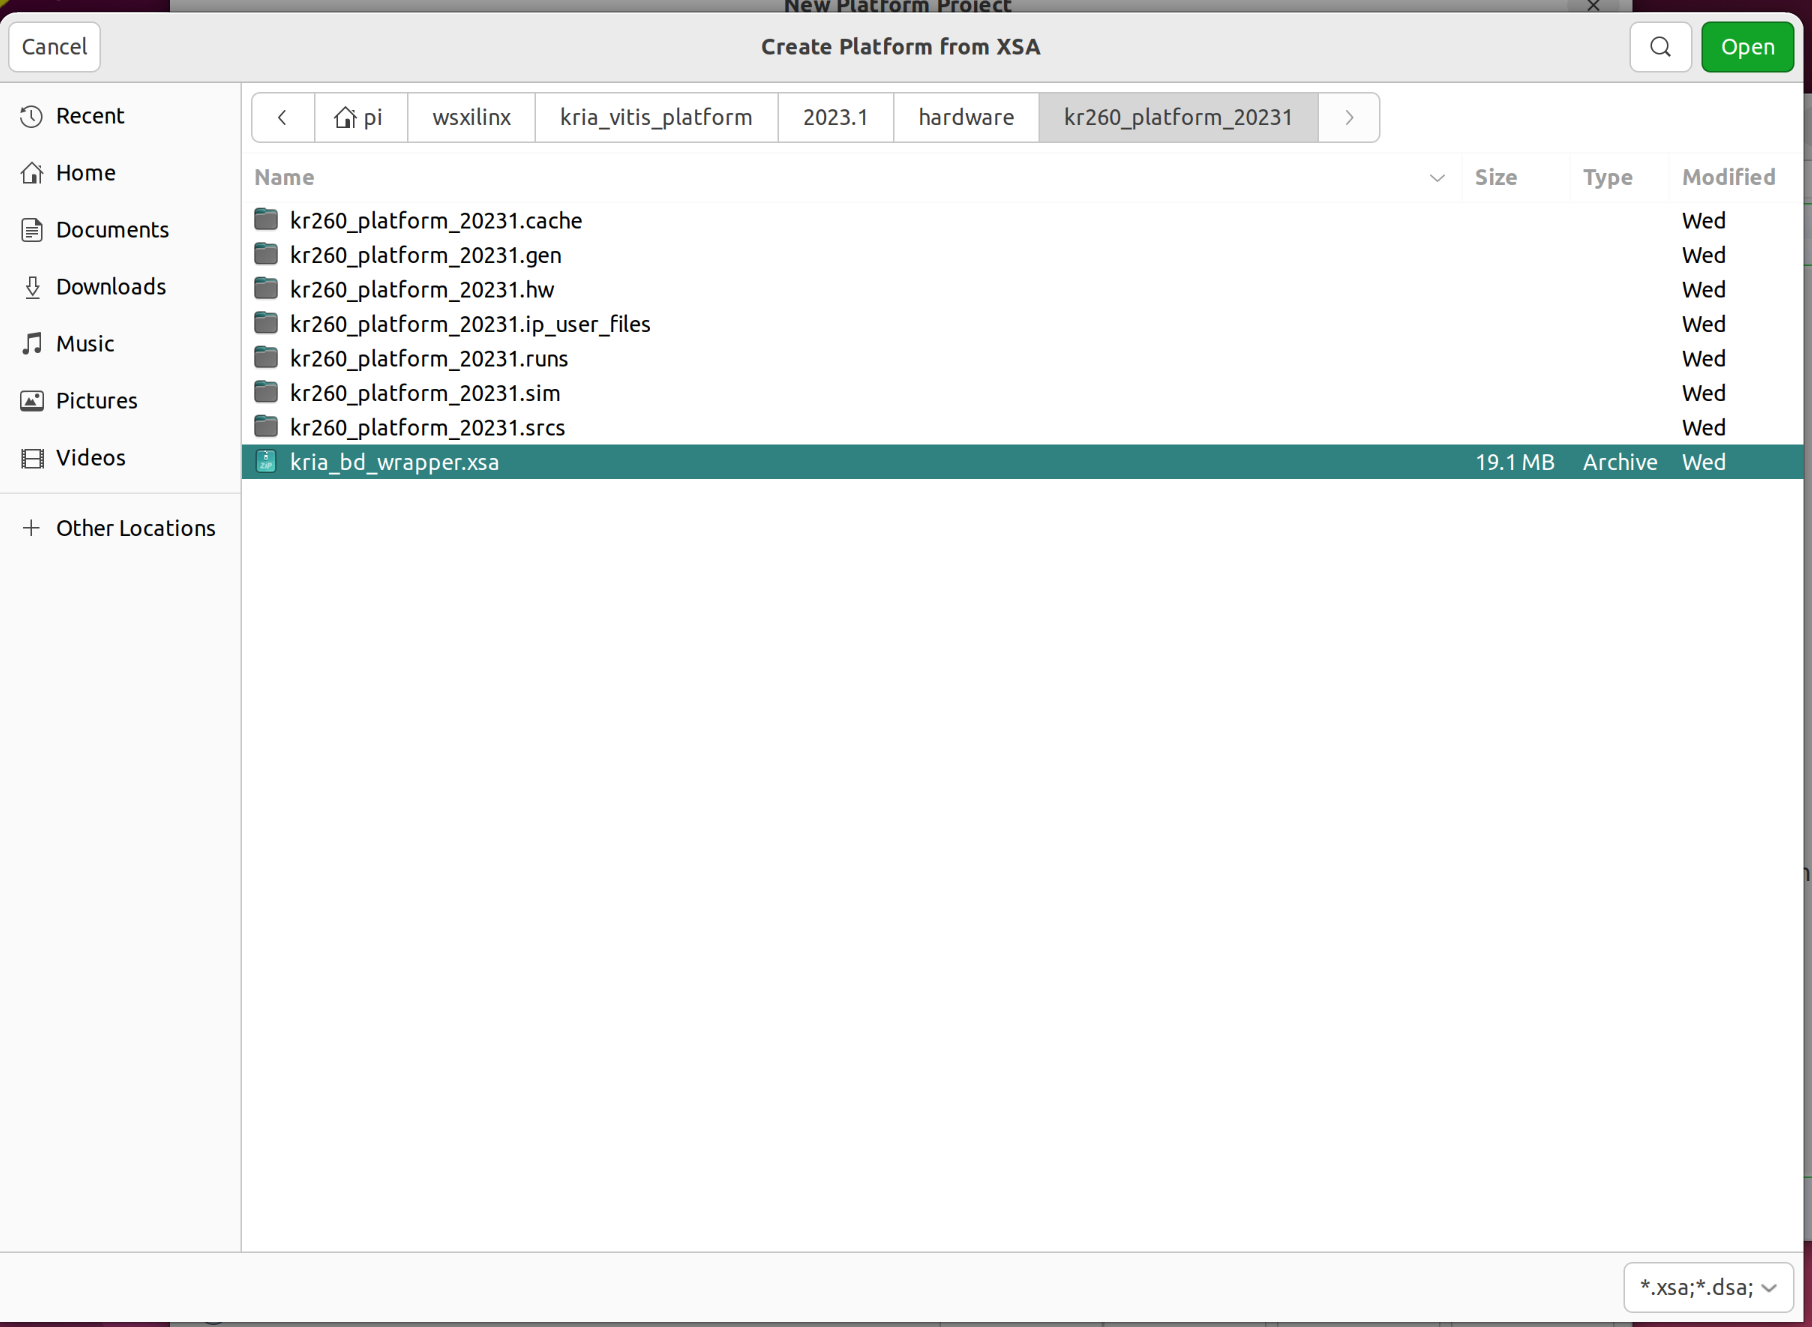 New Platform Project
Cancel
Create Platform from XSA
Open
Recent
Home
Documents
Downloads
Music
Pictures
Videos
Other Locations
pi wsxilinx kria_vitis_platform 2023.1 hardware kr260_platform_20231
Name Size Type Modified
kr260_platform_20231.cache Wed
kr260_platform_20231.gen Wed
kr260_platform_20231.hw Wed
kr260_platform_20231.ip_user_files Wed
kr260_platform_20231.runs Wed
kr260_platform_20231.sim Wed
kr260_platform_20231.srcs Wed
kria_bd_wrapper.xsa 19.1 MB Archive Wed
*.xsa;*.dsa;